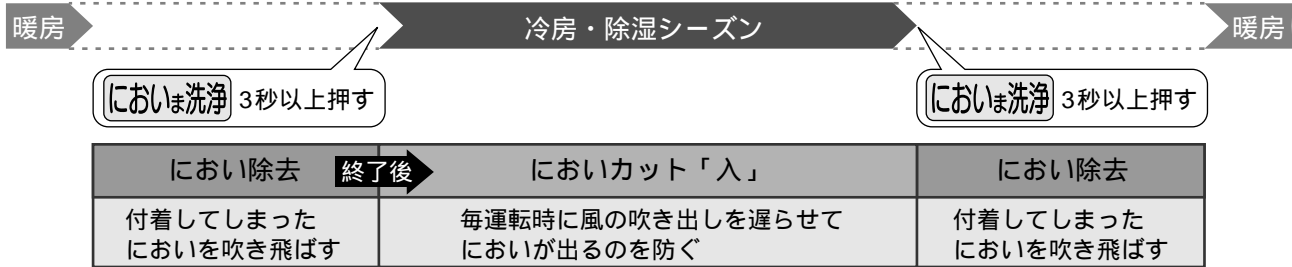 暖房
冷房・除湿シーズン
暖房
においま洗浄 3秒以上押す
においま洗浄 3秒以上押す
におい除去
終了後
においカット「入」
におい除去
付着してしまった
においを吹き飛ばす
毎運転時に風の吹き出しを遅らせて
においが出るのを防ぐ
付着してしまった
においを吹き飛ばす